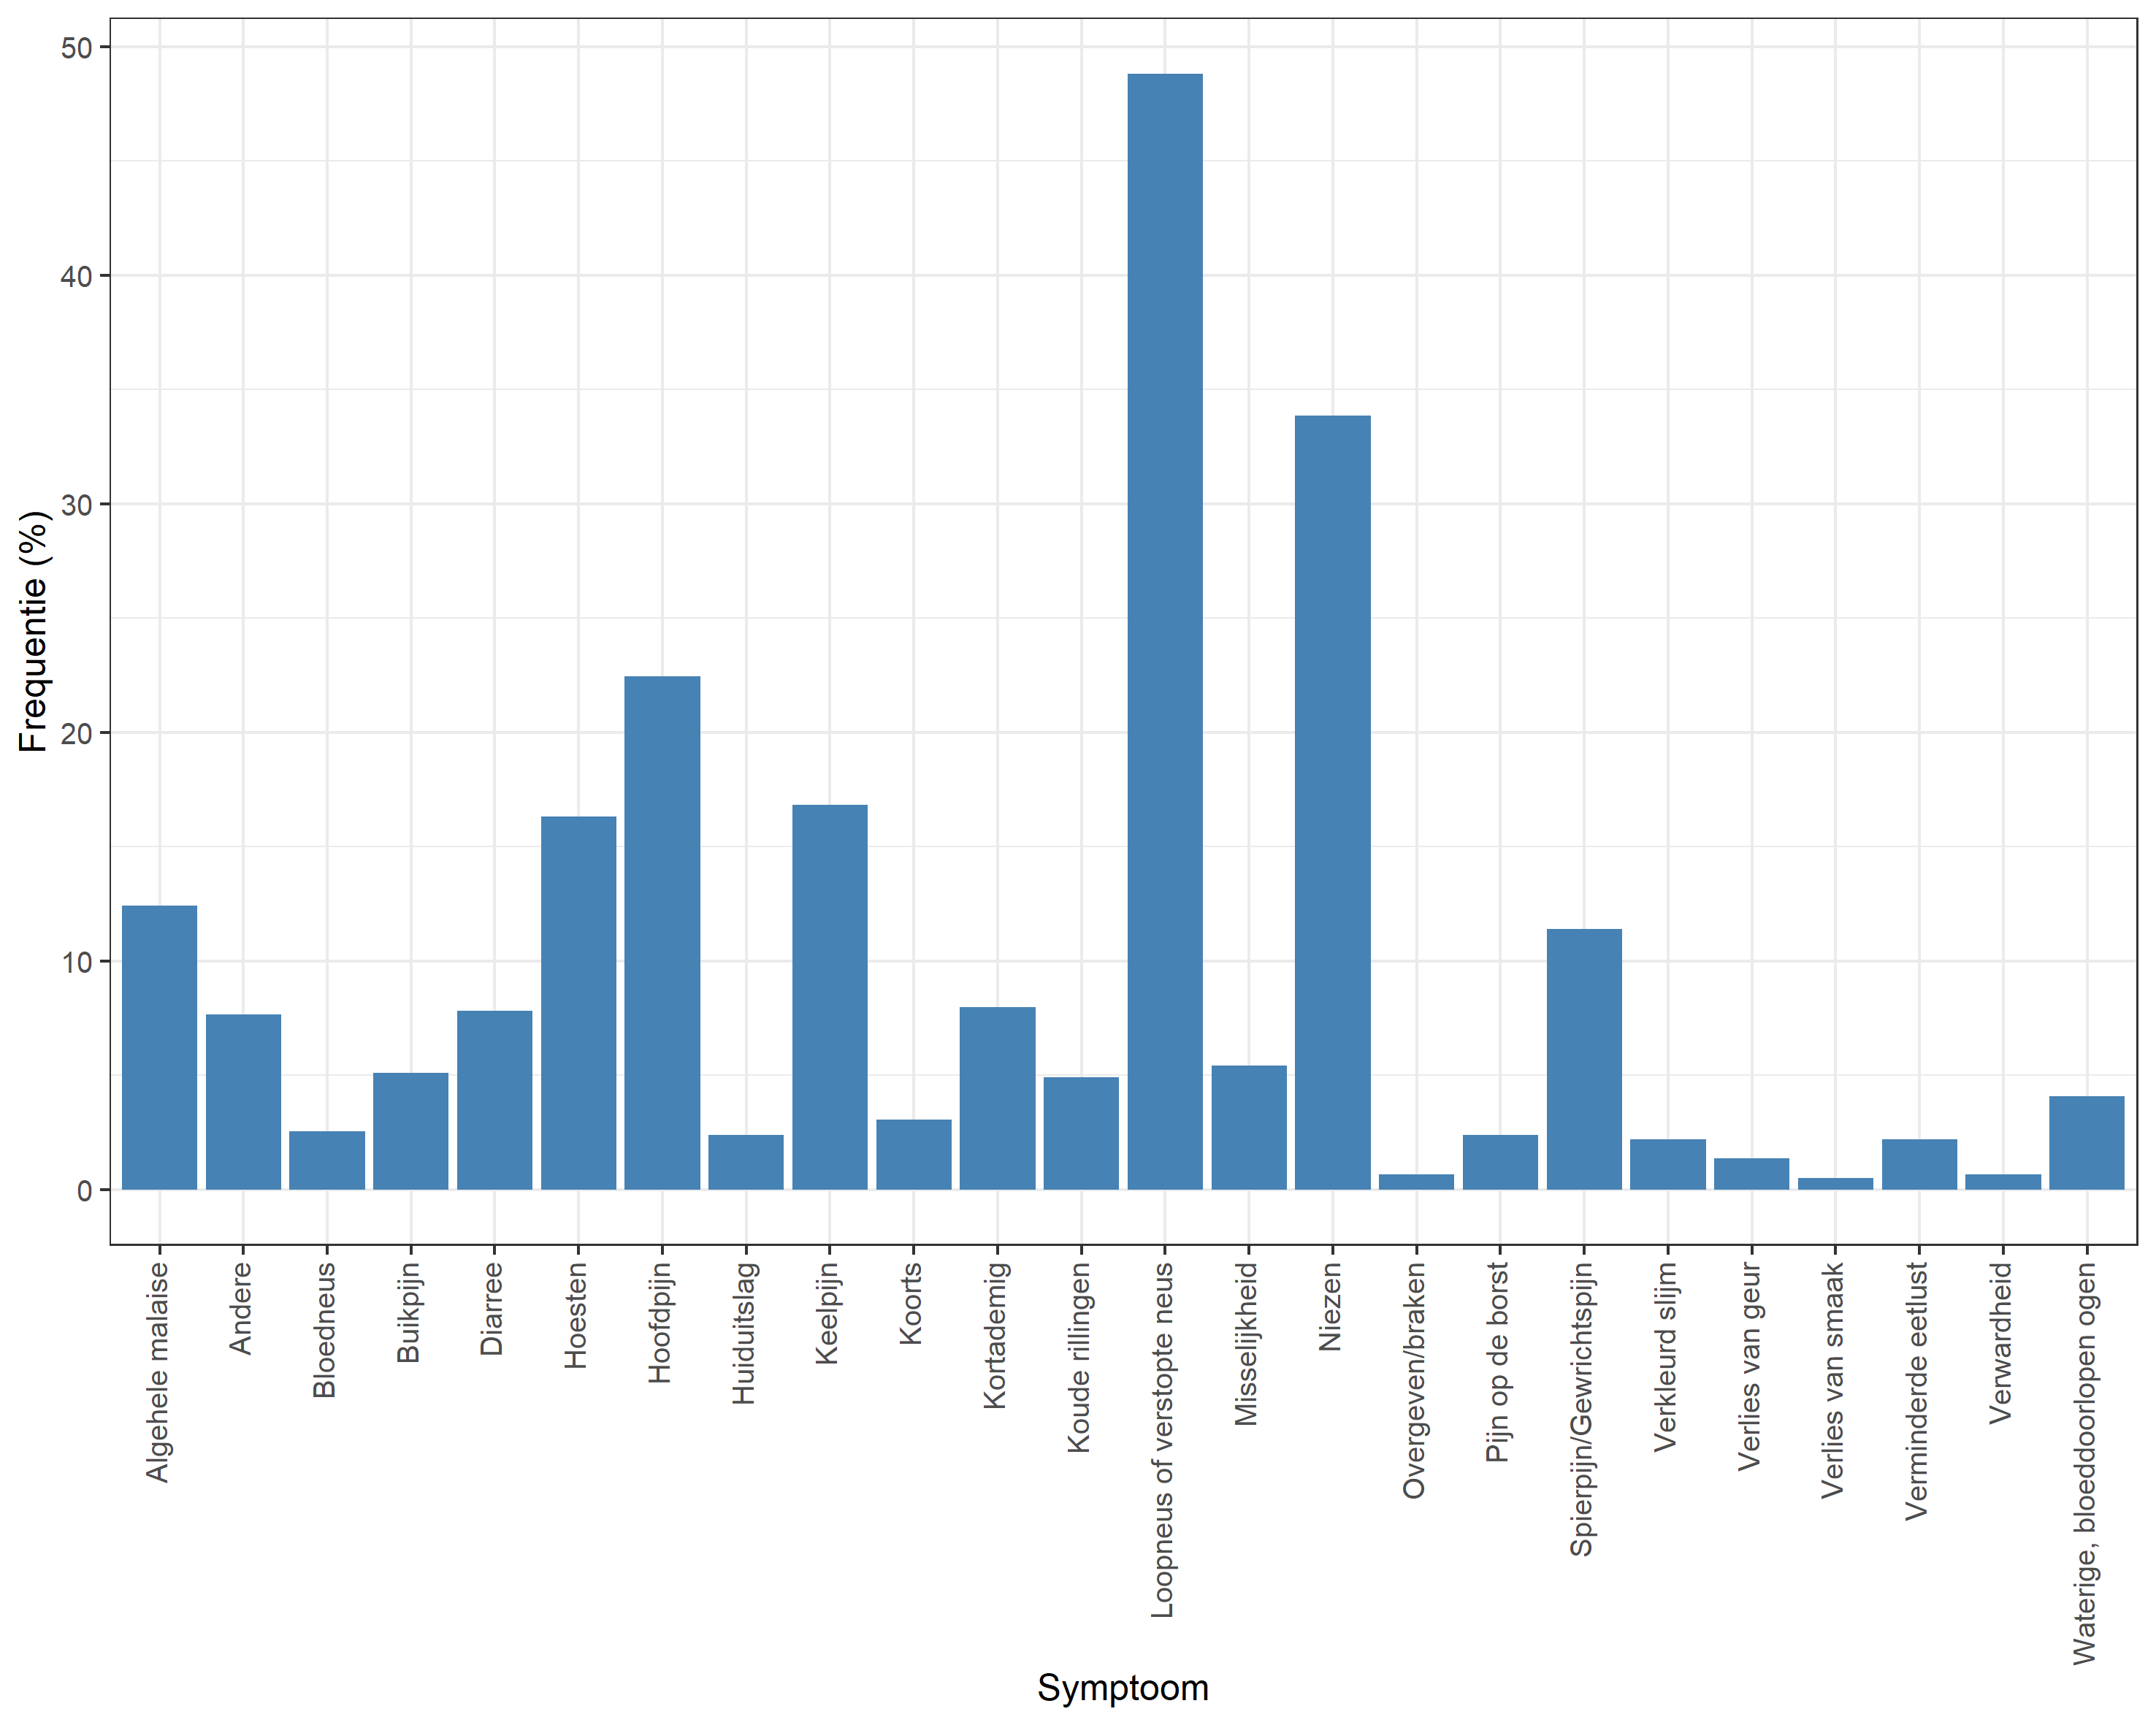 Frequentie (%)
50
40
30
20
10
0
Algehele malaise
Andere
Bloedneus
Buikpijn
Diarree
Hoesten
Hoofdpijn
Huiduitslag
Keelpijn
Koorts
Kortademig
Koude rillingen
Loopneus of verstopte neus
Misselijkheid
Niezen
Overgeven/braken
Pijn op de borst
Spierpijn/Gewrichtspijn
Verkleurd slijm
Verlies van geur
Verlies van smaak
Verminderde eetlust
Verwardheid
Waterige, bloeddoorlopen ogen
Symptoom